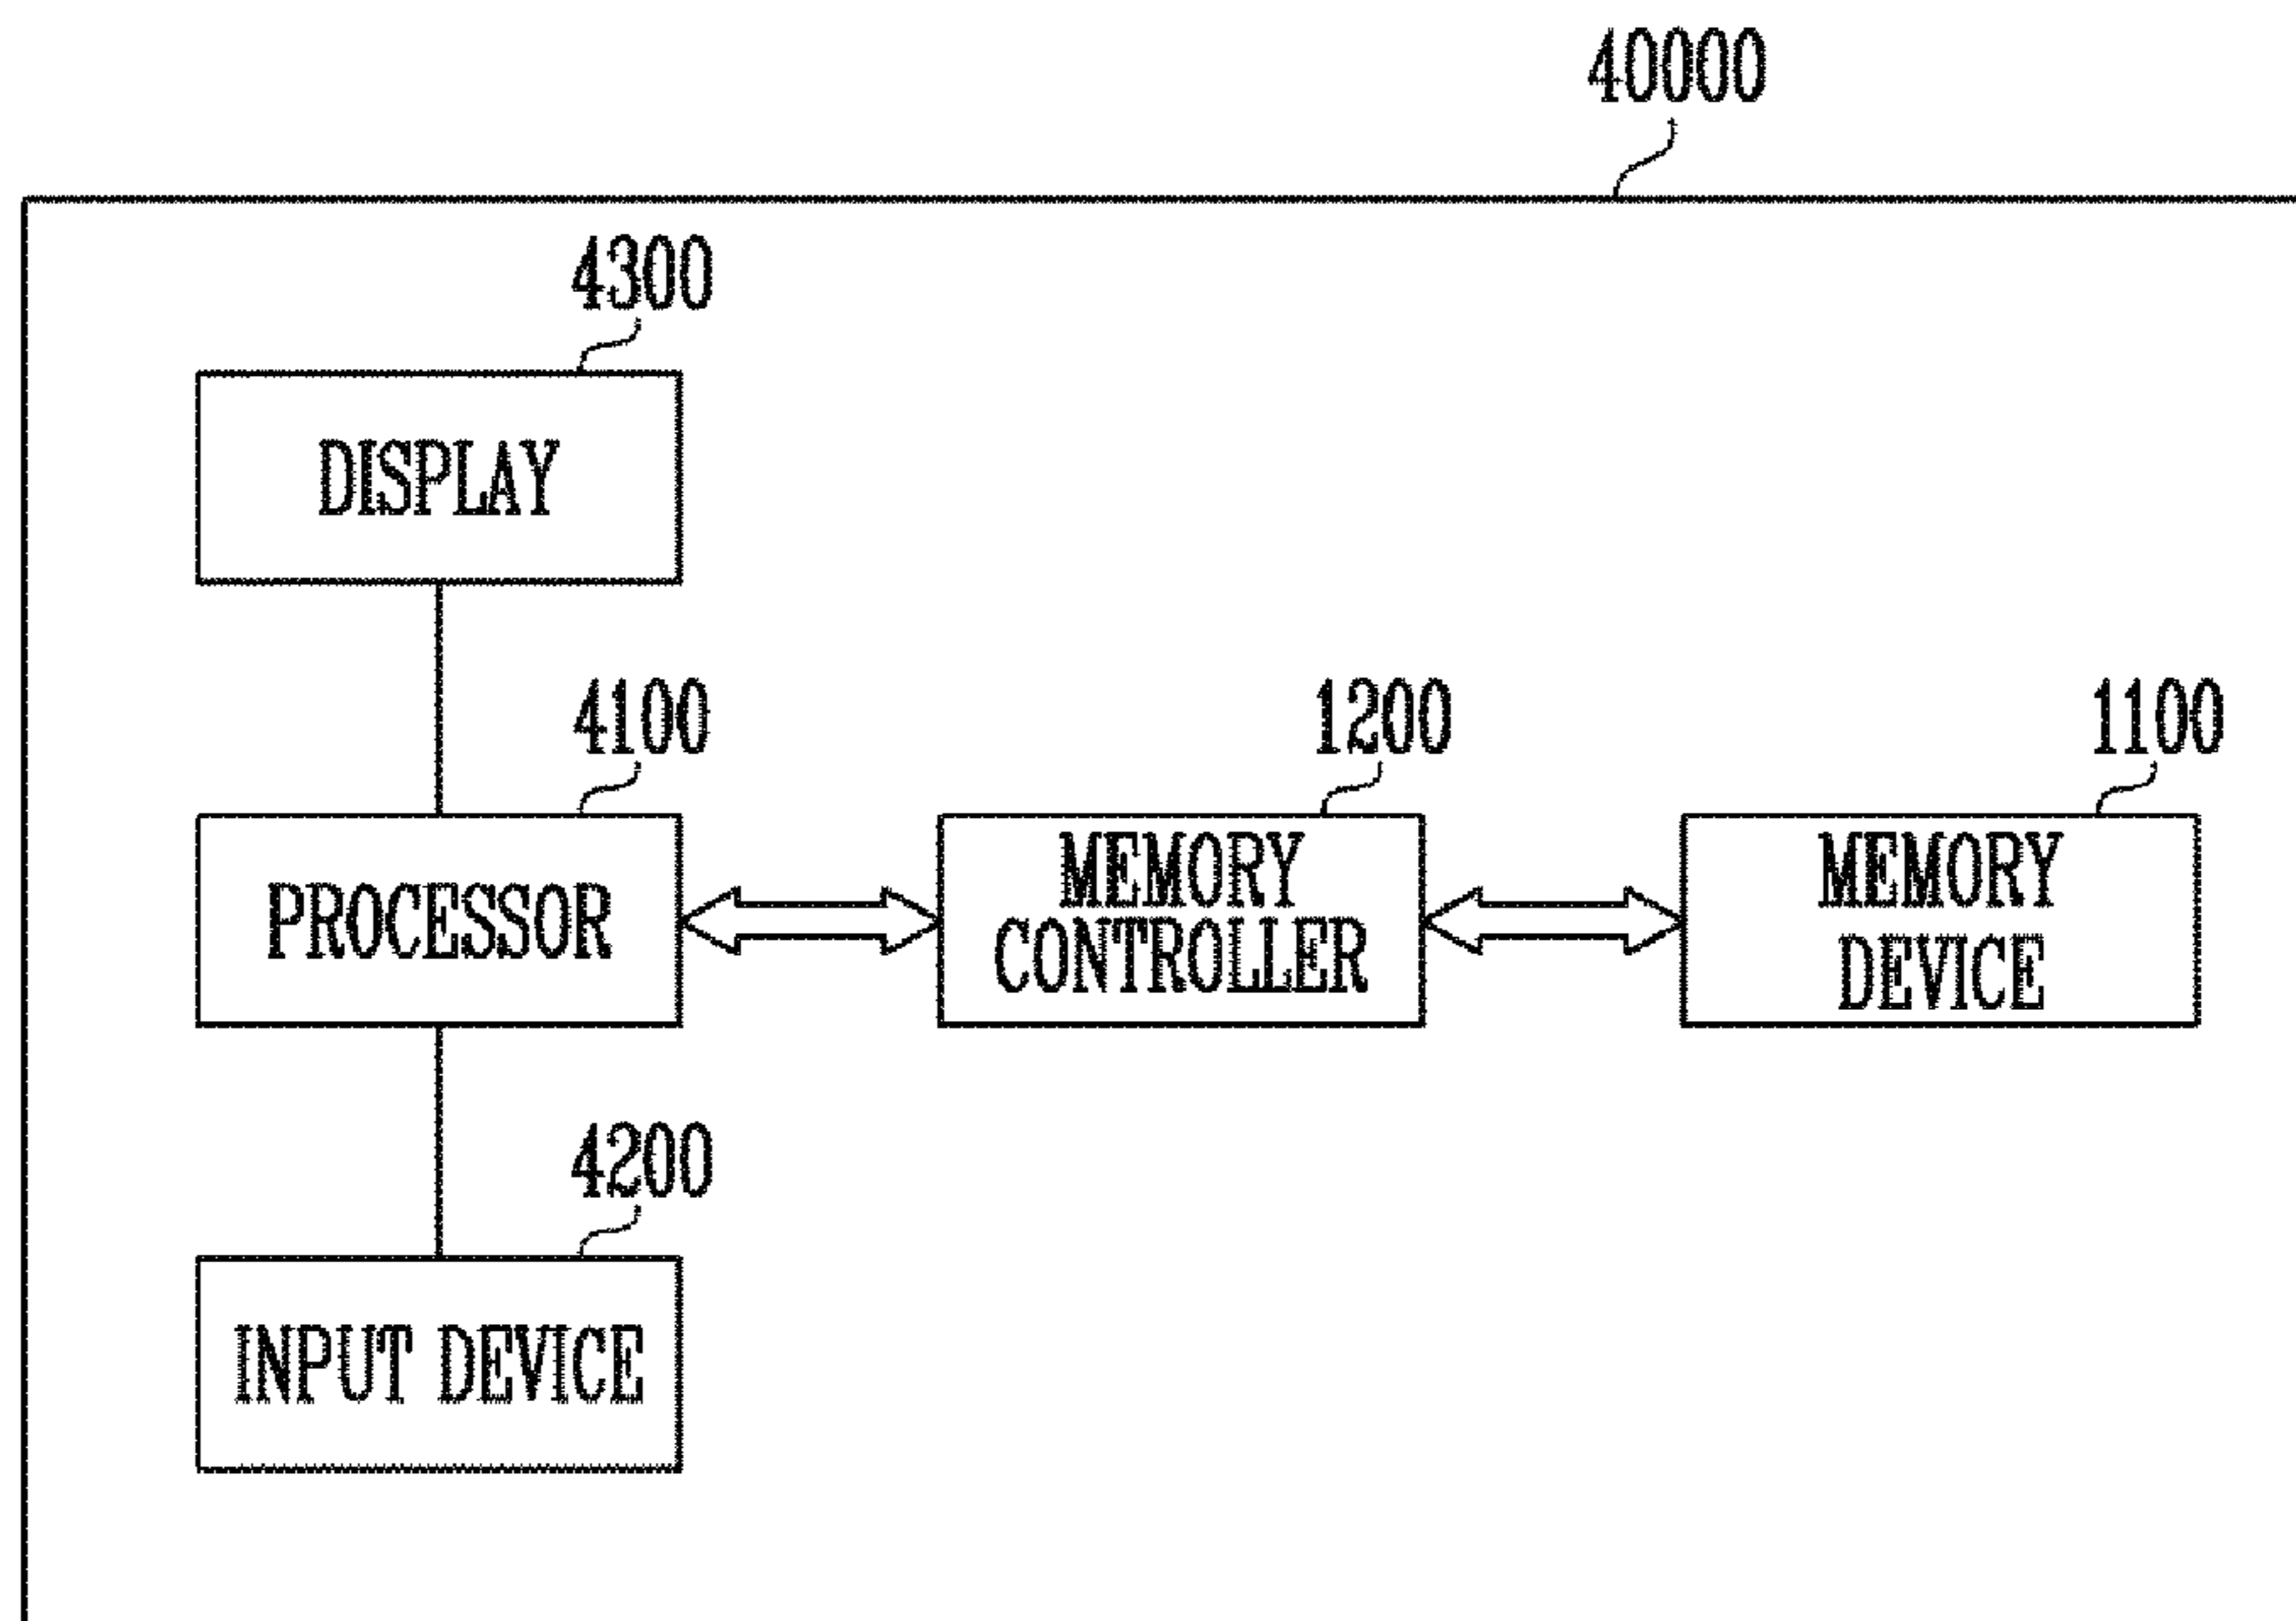 40000
4300
DISPLAY
4100
PROCESSOR
1200
MEMORY
CONTROLLER
1100
MEMORY
DEVICE
4200
INPUT DEVICE